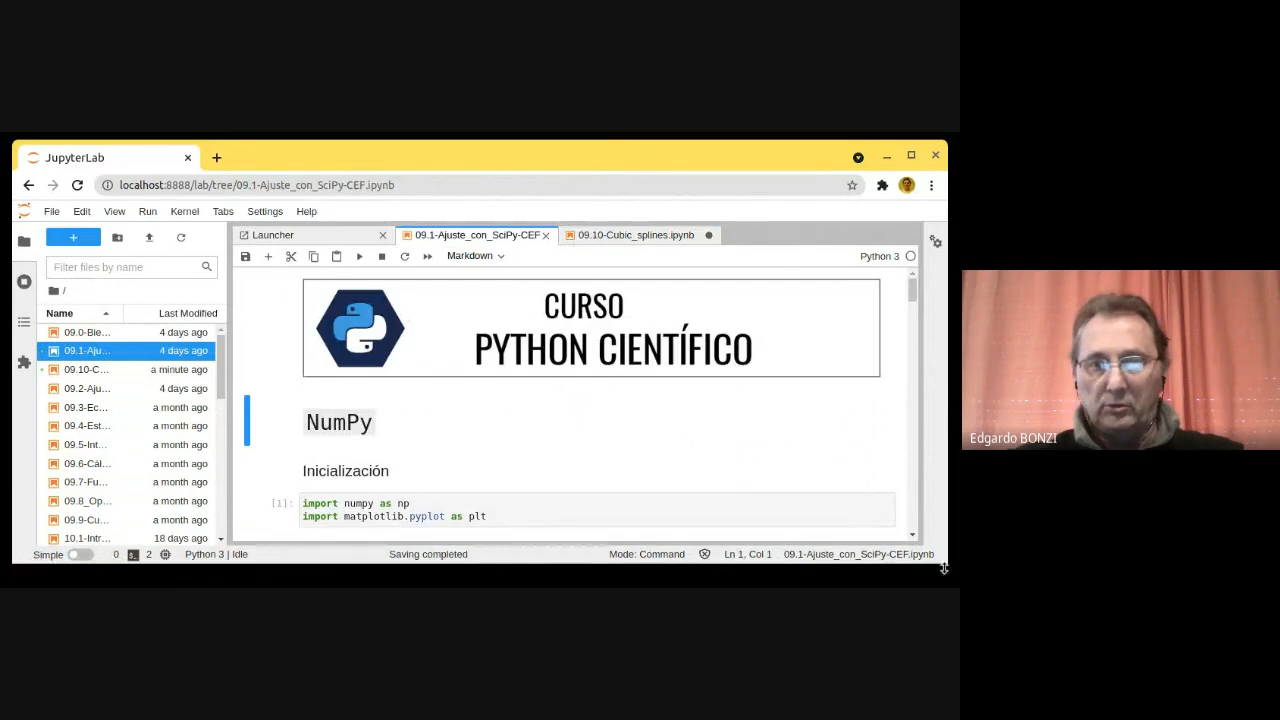 JupyterLab
localhost:8888/lab/tree/09.1-Ajuste_con_SciPy-CEF.ipynb
File Edit View Run Kernel Tabs Settings Help
Launcher
09.1-Ajuste_con_SciPy-CEF
09.10-Cubic_splines.ipynb
Markdown
Python 3
Filter files by name
/
Name Last Modified
09.0-Bie... 4 days ago
09.1-Aju... 4 days ago
09.10-C... a minute ago
09.2-Aju... 4 days ago
09.3-Ec... a month ago
09.4-Est... a month ago
09.5-Int... a month ago
09.6-Cál... a month ago
09.7-Fu... a month ago
09.8_Op... a month ago
09.9-Cu... a month ago
10.1-Intr... 18 days ago
CURSO
PYTHON CIENTÍFICO
NumPy
Inicialización
[1]: import numpy as np
import matplotlib.pyplot as plt
Simple 0 2 Python 3 | Idle Saving completed Mode: Command Ln 1, Col 1 09.1-Ajuste_con_SciPy-CEF.ipynb
Edgardo BONZI